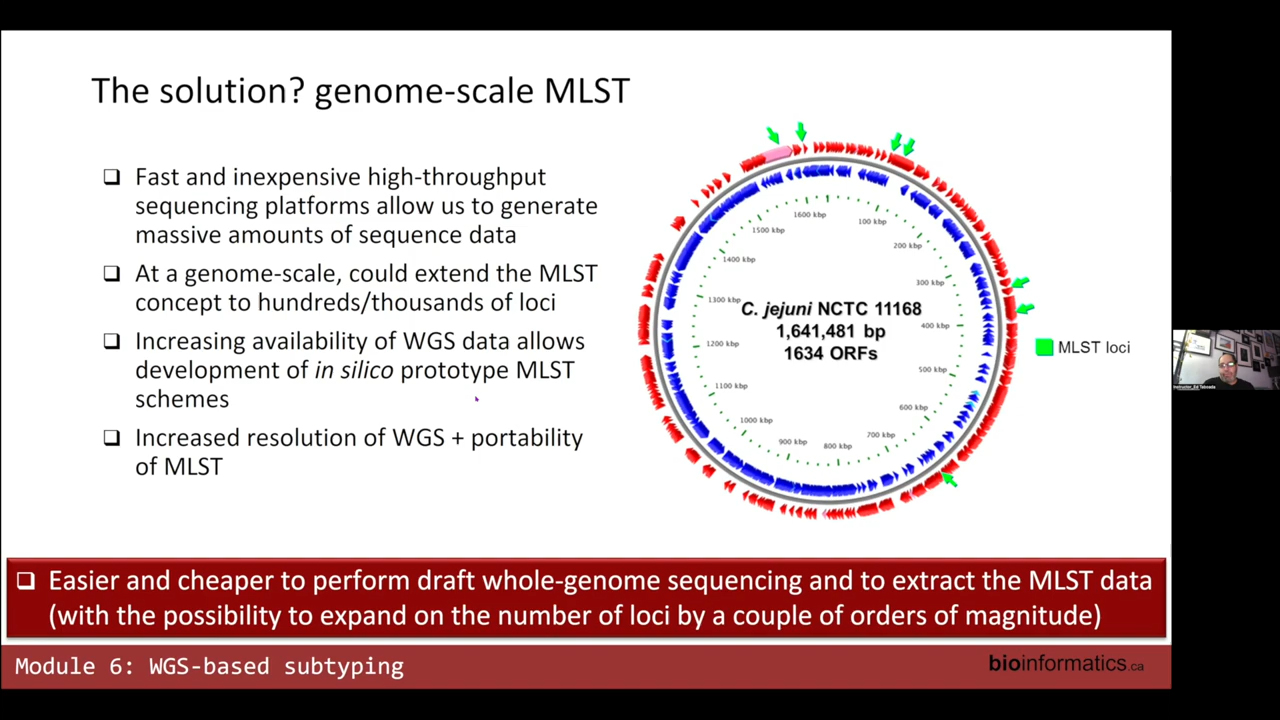 The solution? genome-scale MLST
❑ Fast and inexpensive high-throughput
sequencing platforms allow us to generate
massive amounts of sequence data
❑ At a genome-scale, could extend the MLST
concept to hundreds/thousands of loci
❑ Increasing availability of WGS data allows
development of in silico prototype MLST
schemes
❑ Increased resolution of WGS + portability
of MLST
1600 kbp
100 kbp
1500 kbp
200 kbp
1400 kbp
300 kbp
1300 kbp
C. jejuni NCTC 11168
1,641,481 bp
1634 ORFs
400 kbp
1200 kbp
500 kbp
1100 kbp
600 kbp
1000 kbp
700 kbp
900 kbp
800 kbp
MLST loci
Instructor_Ed Taboada
❑ Easier and cheaper to perform draft whole-genome sequencing and to extract the MLST data
(with the possibility to expand on the number of loci by a couple of orders of magnitude)
Module 6: WGS-based subtyping
bioinformatics.ca